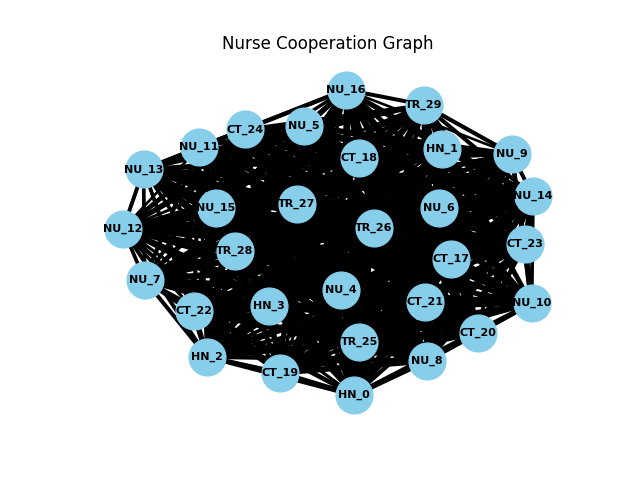 Nurse Cooperation Graph
NU_16
TR_29
NU_5
CT_24
NU_11
HN_1
NU_9
CT_18
NU_13
NU_14
TR_27
NU_15
NU_6
TR_26
NU_12
CT_23
TR_28
CT_17
NU_7
NU_4
CT_21
NU_10
HN_3
CT_22
CT_20
TR_25
HN_2
NU_8
CT_19
HN_0